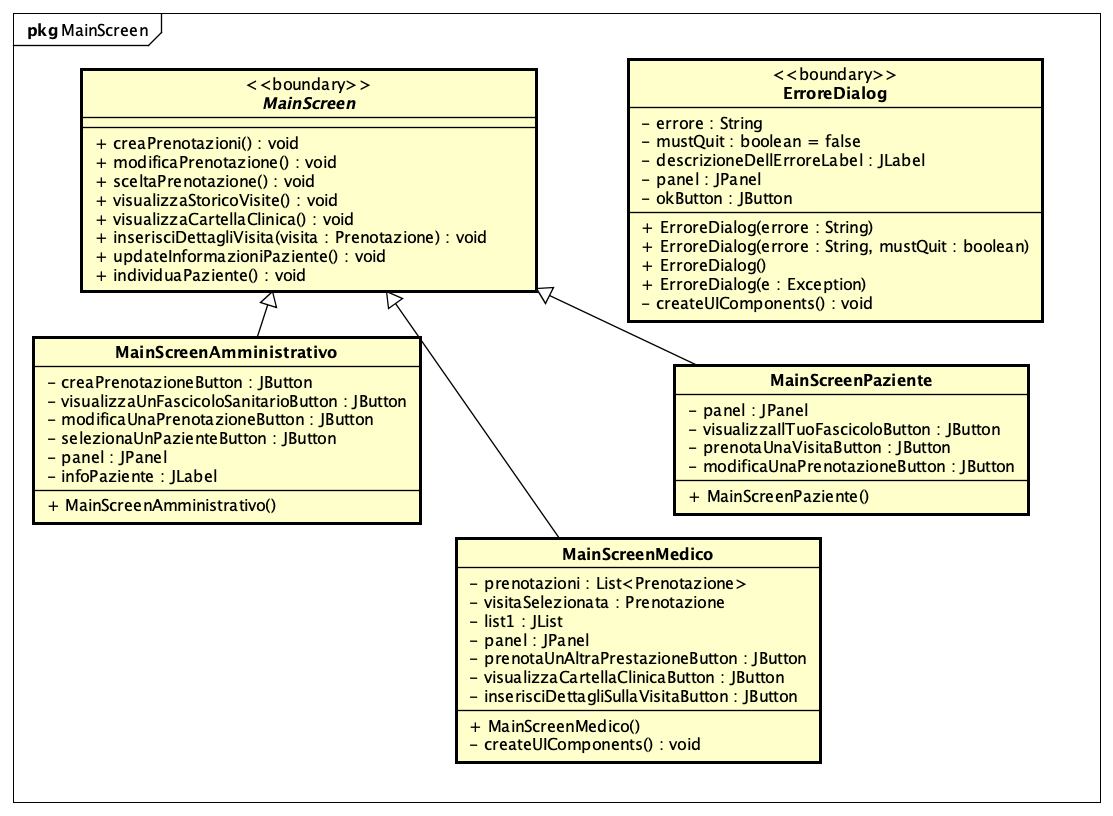 pkg MainScreen
<<boundary>>
MainScreen
+ creaPrenotazioni() : void
+ modificaPrenotazione() : void
+ sceltaPrenotazione() : void
+ visualizzaStoricoVisite() : void
+ visualizzaCartellaClinica() : void
+ inserisciDettagliVisita(visita : Prenotazione) : void
+ updateInformazioniPaziente() : void
+ individuaPaziente() : void
<<boundary>>
ErroreDialog
- errore : String
- mustQuit : boolean = false
- descrizioneDellErroreLabel : JLabel
- panel : JPanel
- okButton : JButton
+ ErroreDialog(errore : String)
+ ErroreDialog(errore : String, mustQuit : boolean)
+ ErroreDialog()
+ ErroreDialog(e : Exception)
- createUIComponents() : void
MainScreenAmministrativo
- creaPrenotazioneButton : JButton
- visualizzaUnFascicoloSanitarioButton : JButton
- modificaUnaPrenotazioneButton : JButton
- selezionaUnPazienteButton : JButton
- panel : JPanel
- infoPaziente : JLabel
+ MainScreenAmministrativo()
MainScreenPaziente
- panel : JPanel
- visualizzaIlTuoFascicoloButton : JButton
- prenotaUnaVisitaButton : JButton
- modificaUnaPrenotazioneButton : JButton
+ MainScreenPaziente()
MainScreenMedico
- prenotazioni : List<Prenotazione>
- visitaSelezionata : Prenotazione
- list1 : JList
- panel : JPanel
- prenotaUnAltraPrestazioneButton : JButton
- visualizzaCartellaClinicaButton : JButton
- inserisciDettagliSullaVisitaButton : JButton
+ MainScreenMedico()
- createUIComponents() : void